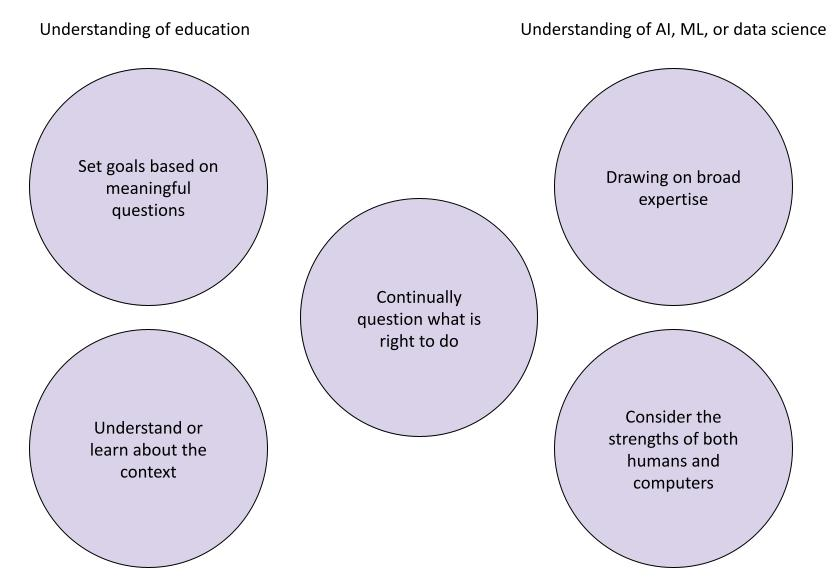 Understanding of education
Understanding of AI, ML, or data science
Set goals based on
meaningful
questions
Drawing on broad
expertise
Continually
question what is
right to do
Understand or
learn about the
context
Consider the
strengths of both
humans and
computers